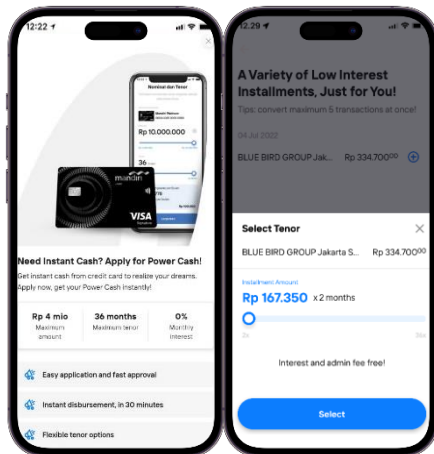 12:22
Nominal dan Tenor
Rp 10.000.000
36
mandiri
VISA
Signature
Need Instant Cash? Apply for Power Cash!
Get instant cash from credit card to realize your dreams.
Apply now, get your Power Cash instantly!
Rp 4 mio
Maximum
amount
36 months
Maximum tenor
0%
Monthly
interest
Easy application and fast approval
Instant disbursement, in 30 minutes
Flexible tenor options
12.29
A Variety of Low Interest
Installments, Just for You!
Tips: convert maximum 5 transactions at once!
04 Jul 2022
BLUE BIRD GROUP Jak... Rp 334.700⁰⁰
Select Tenor
BLUE BIRD GROUP Jakarta S... Rp 334.700⁰⁰
Installment Amount
Rp 167.350 x 2 months
2x 36x
Interest and admin fee free!
Select